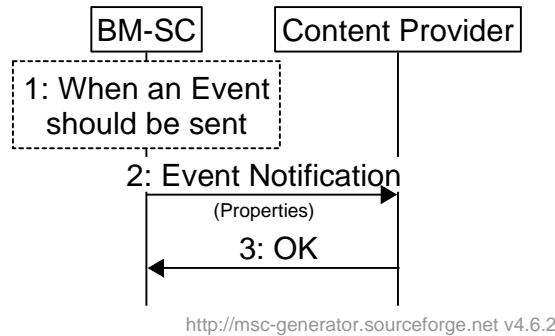 BM-SC
Content Provider
1: When an Event
should be sent
2: Event Notification
(Properties)
3: OK
http://msc-generator.sourceforge.net v4.6.2